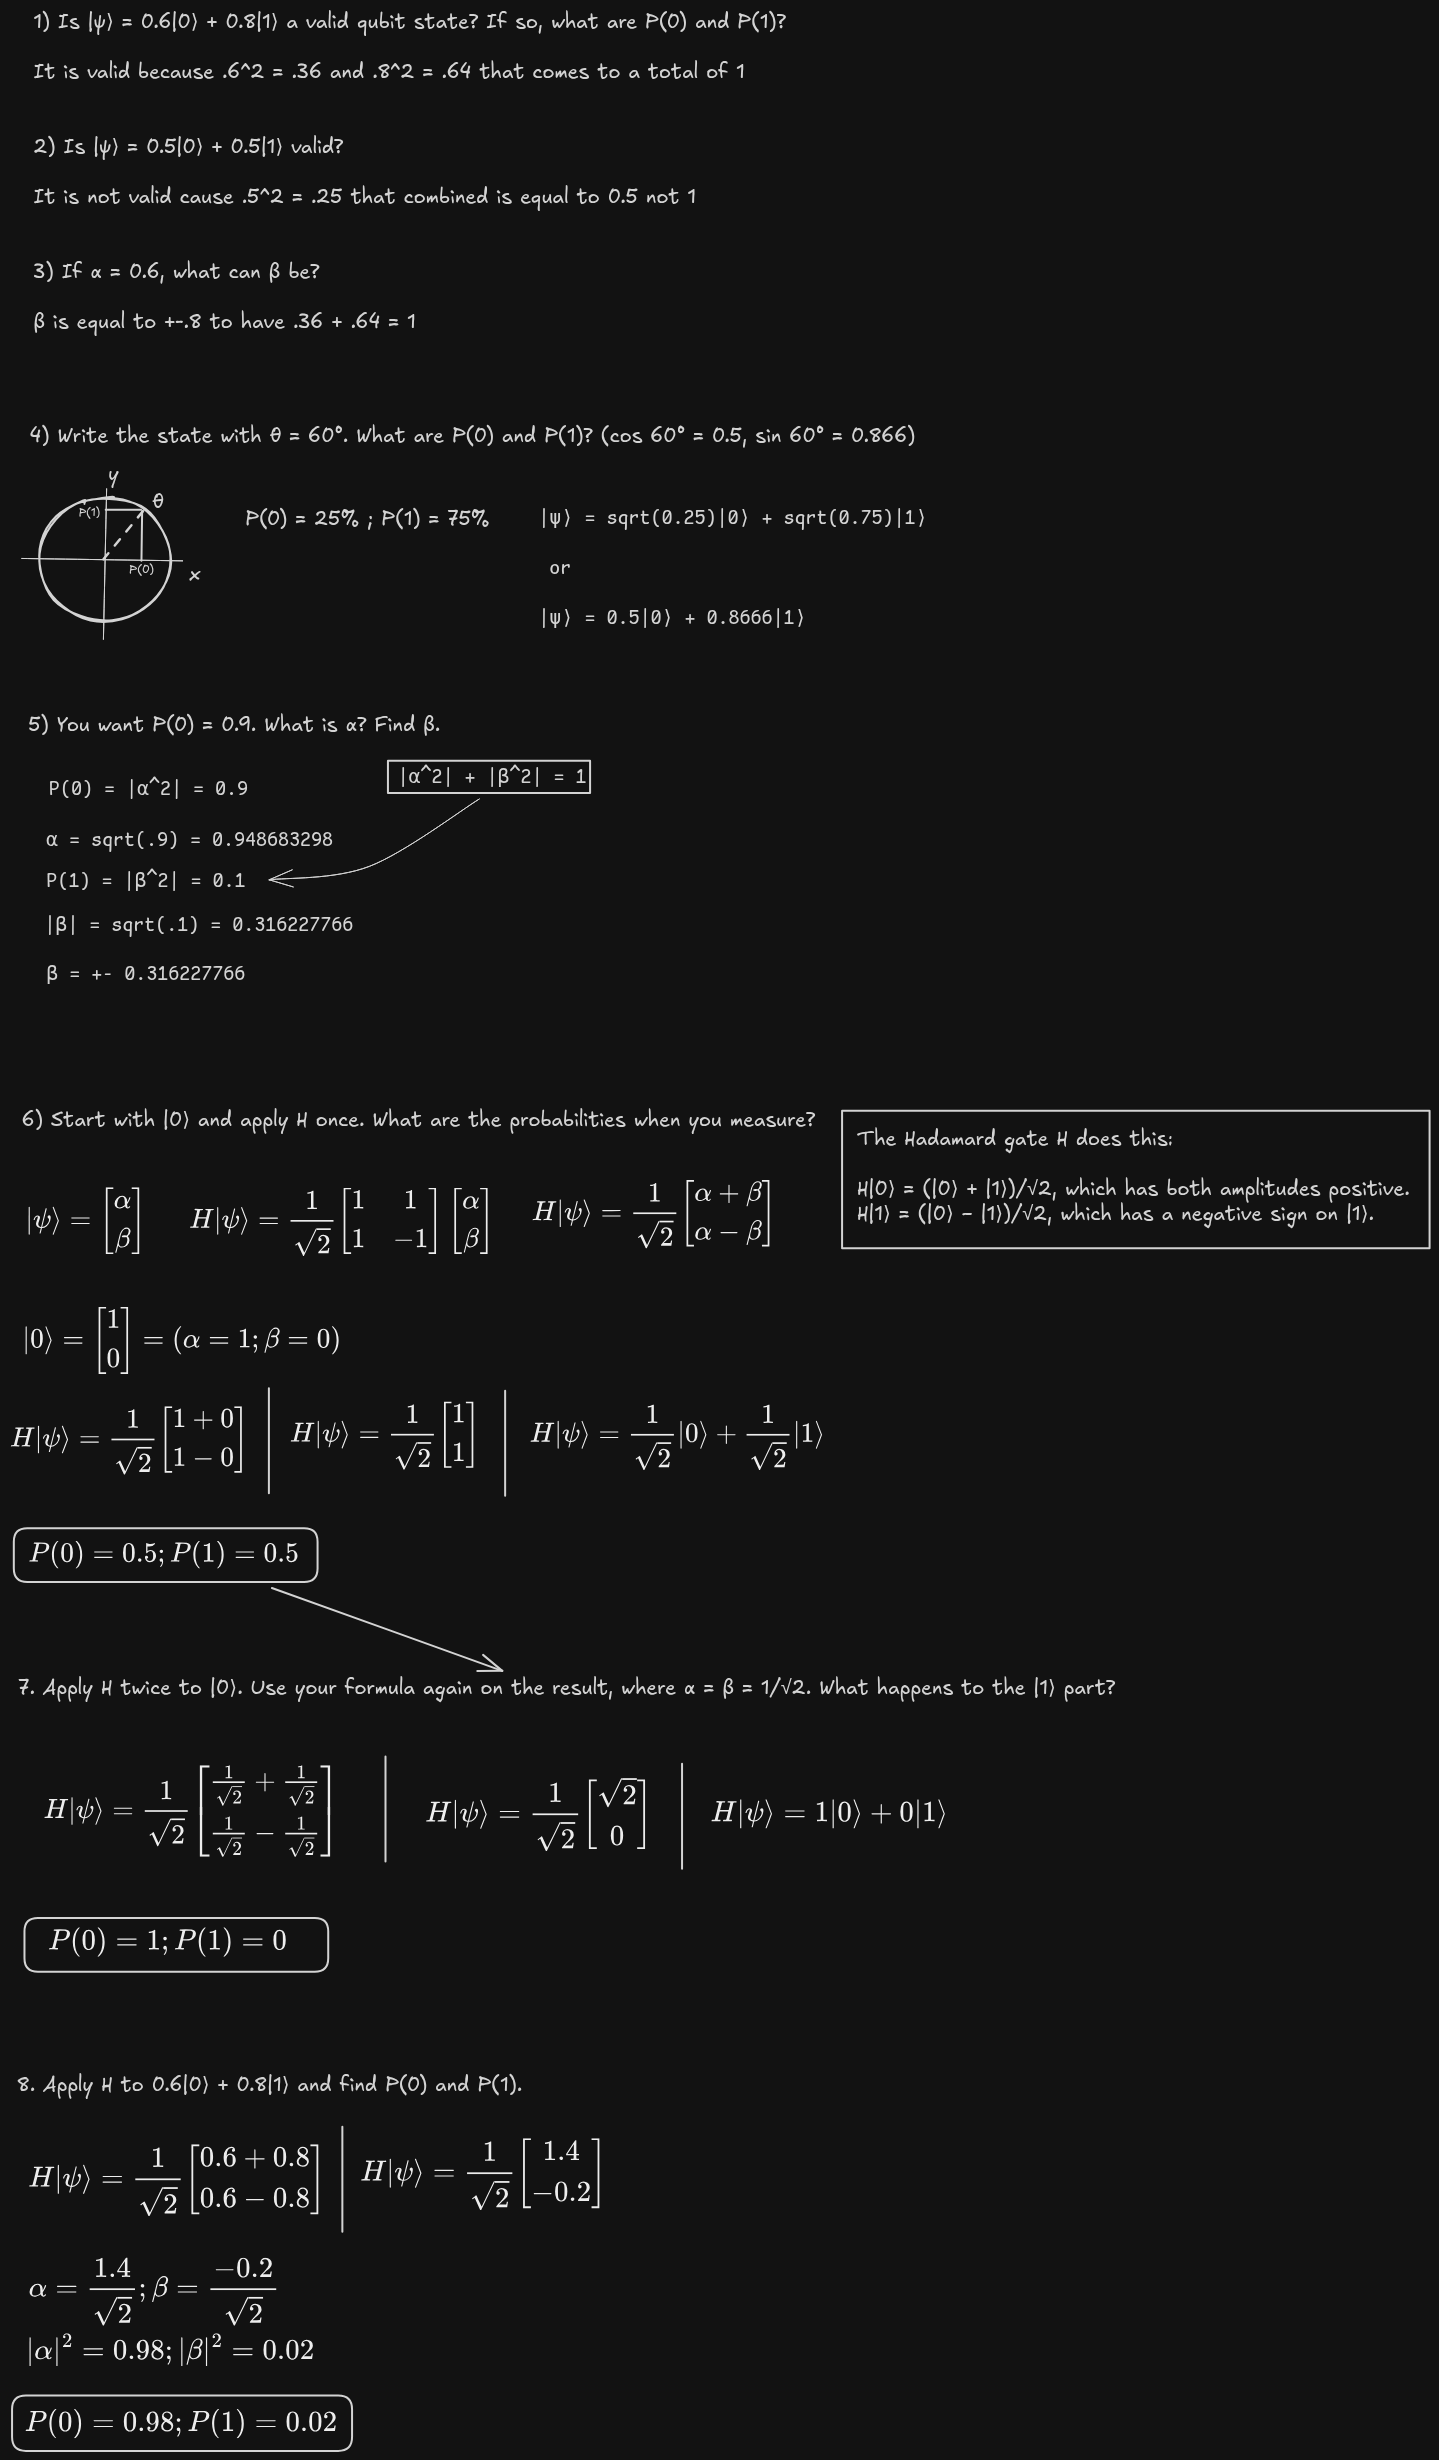 1) Is |ψ⟩ = 0.6|0⟩ + 0.8|1⟩ a valid qubit state? If so, what are P(0) and P(1)?
It is valid because .6^2 = .36 and .8^2 = .64 that comes to a total of 1
2) Is |ψ⟩ = 0.5|0⟩ + 0.5|1⟩ valid?
It is not valid cause .5^2 = .25 that combined is equal to 0.5 not 1
3) If α = 0.6, what can β be?
β is equal to +-.8 to have .36 + .64 = 1
4) Write the state with θ = 60°. What are P(0) and P(1)? (cos 60° = 0.5, sin 60° = 0.866)
y
θ
P(1)
P(0)
x
P(0) = 25% ; P(1) = 75%
|ψ⟩ = sqrt(0.25)|0⟩ + sqrt(0.75)|1⟩
or
|ψ⟩ = 0.5|0⟩ + 0.8666|1⟩
5) You want P(0) = 0.9. What is α? Find β.
P(0) = |α^2| = 0.9
|α^2| + |β^2| = 1
α = sqrt(.9) = 0.948683298
P(1) = |β^2| = 0.1
|β| = sqrt(.1) = 0.316227766
β = +- 0.316227766
6) Start with |0⟩ and apply H once. What are the probabilities when you measure?
The Hadamard gate H does this:
H|0⟩ = (|0⟩ + |1⟩)/√2, which has both amplitudes positive.
H|1⟩ = (|0⟩ − |1⟩)/√2, which has a negative sign on |1⟩.
|ψ⟩ = [α; β] H|ψ⟩ = 1/√2 [1 1; 1 −1] [α; β] H|ψ⟩ = 1/√2 [α + β; α − β]
|0⟩ = [1; 0] = (α = 1; β = 0)
H|ψ⟩ = 1/√2 [1 + 0; 1 − 0] | H|ψ⟩ = 1/√2 [1; 1] | H|ψ⟩ = 1/√2 |0⟩ + 1/√2 |1⟩
P(0) = 0.5; P(1) = 0.5
7. Apply H twice to |0⟩. Use your formula again on the result, where α = β = 1/√2. What happens to the |1⟩ part?
H|ψ⟩ = 1/√2 [1/√2 + 1/√2; 1/√2 − 1/√2] | H|ψ⟩ = 1/√2 [√2; 0] | H|ψ⟩ = 1|0⟩ + 0|1⟩
P(0) = 1; P(1) = 0
8. Apply H to 0.6|0⟩ + 0.8|1⟩ and find P(0) and P(1).
H|ψ⟩ = 1/√2 [0.6 + 0.8; 0.6 − 0.8] | H|ψ⟩ = 1/√2 [1.4; −0.2]
α = 1.4/√2; β = −0.2/√2
|α|² = 0.98; |β|² = 0.02
P(0) = 0.98; P(1) = 0.02